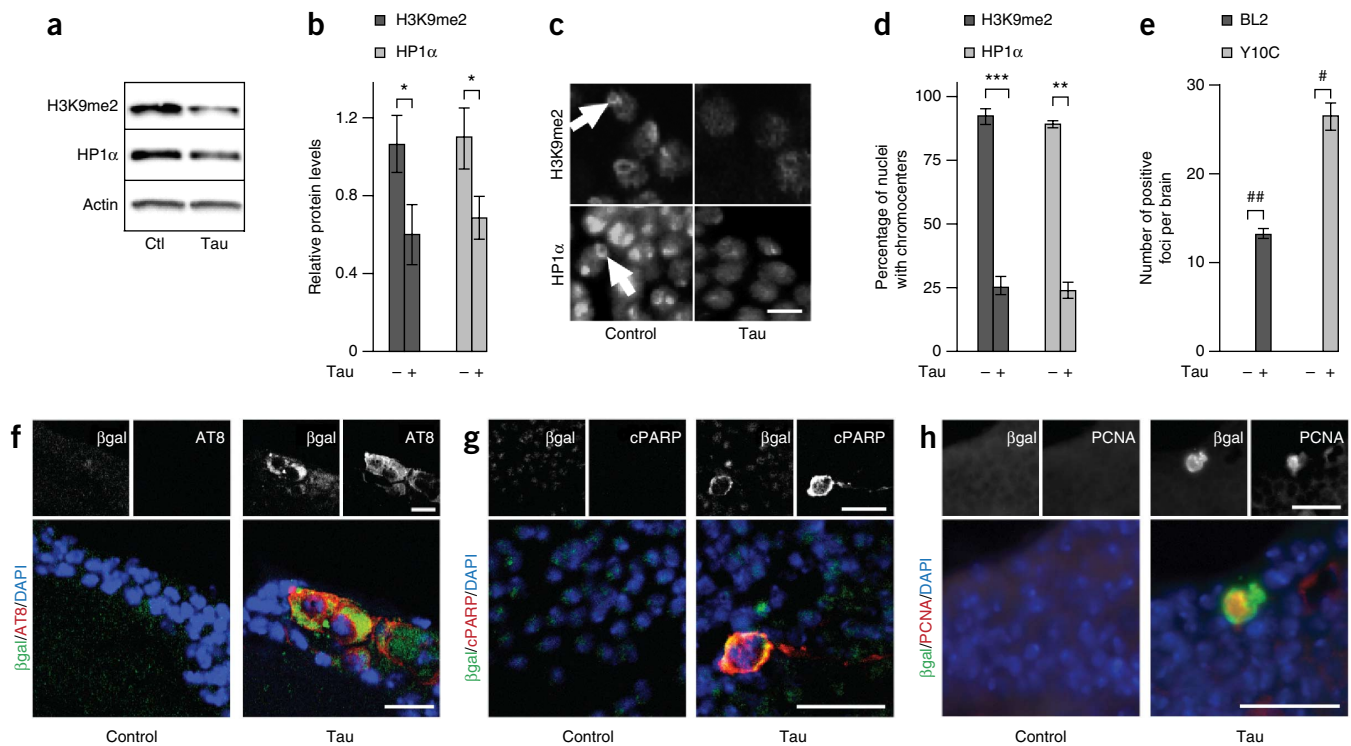 a
H3K9me2
HP1α
Actin
Ctl Tau
b
H3K9me2
HP1α
Relative protein levels
1.2
0.8
0.4
0
* *
Tau – + – +
c
H3K9me2
HP1α
Control Tau
d
H3K9me2
HP1α
Percentage of nuclei
with chromocenters
100
75
50
25
0
*** **
Tau – + – +
e
BL2
Y10C
Number of positive
foci per brain
30
20
10
0
## #
Tau – + – +
f
βgal AT8 βgal AT8
βgal/AT8/DAPI
Control Tau
g
βgal cPARP βgal cPARP
βgal/cPARP/DAPI
Control Tau
h
βgal PCNA βgal PCNA
βgal/PCNA/DAPI
Control Tau